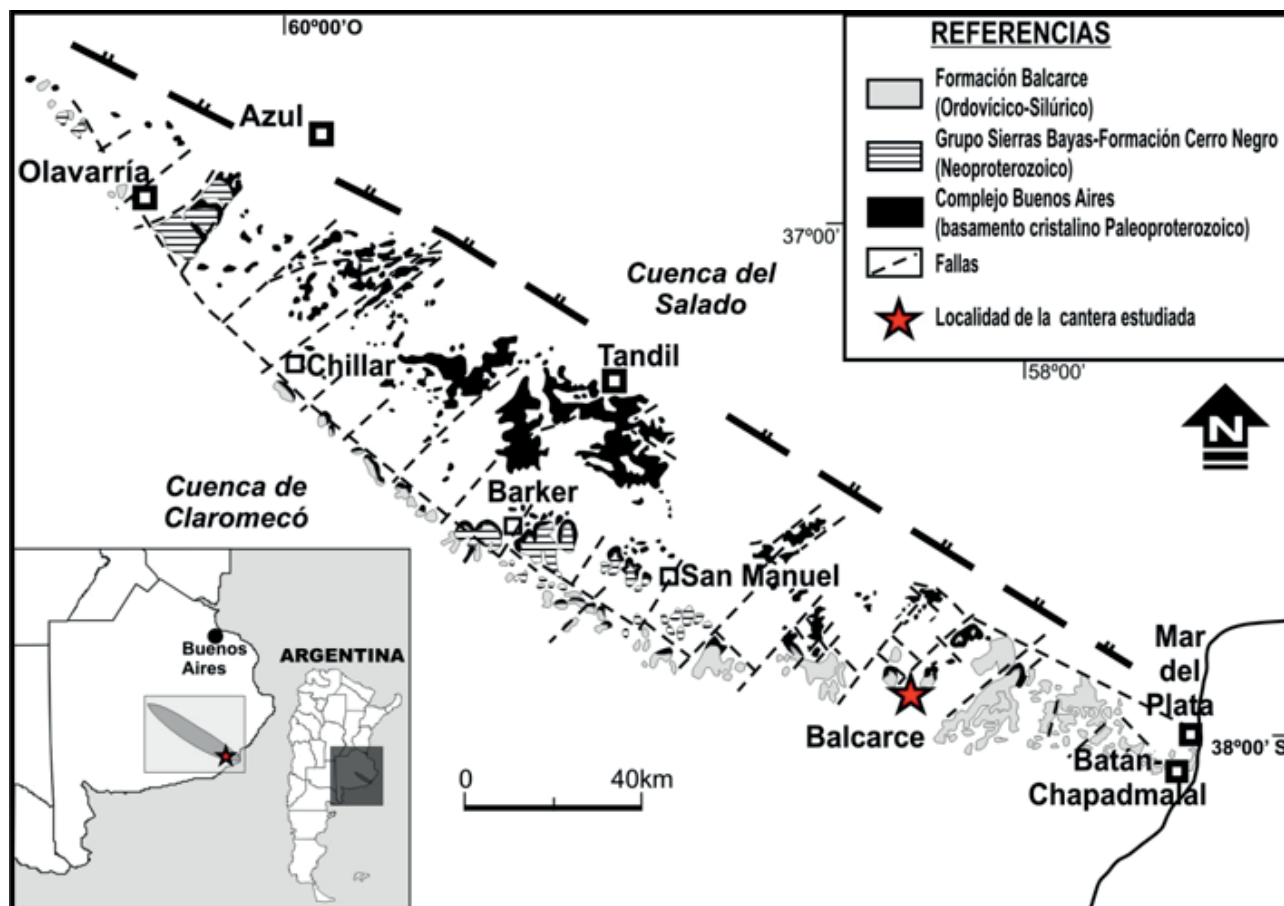 60º00'O
REFERENCIAS
Formación Balcarce
(Ordovícico-Silúrico)
Grupo Sierras Bayas-Formación Cerro Negro
(Neoproterozoico)
Complejo Buenos Aires
(basamento cristalino Paleoproterozoico)
Fallas
Localidad de la cantera estudiada
Azul
Olavarría
37º00'
Cuenca del
Salado
Chillar
Tandil
58º00'
N
Cuenca de
Claromecó
Barker
San Manuel
Buenos
Aires
ARGENTINA
Mar
del
Plata
Balcarce
38º00' S
Batán-
Chapadmalal
0 40km